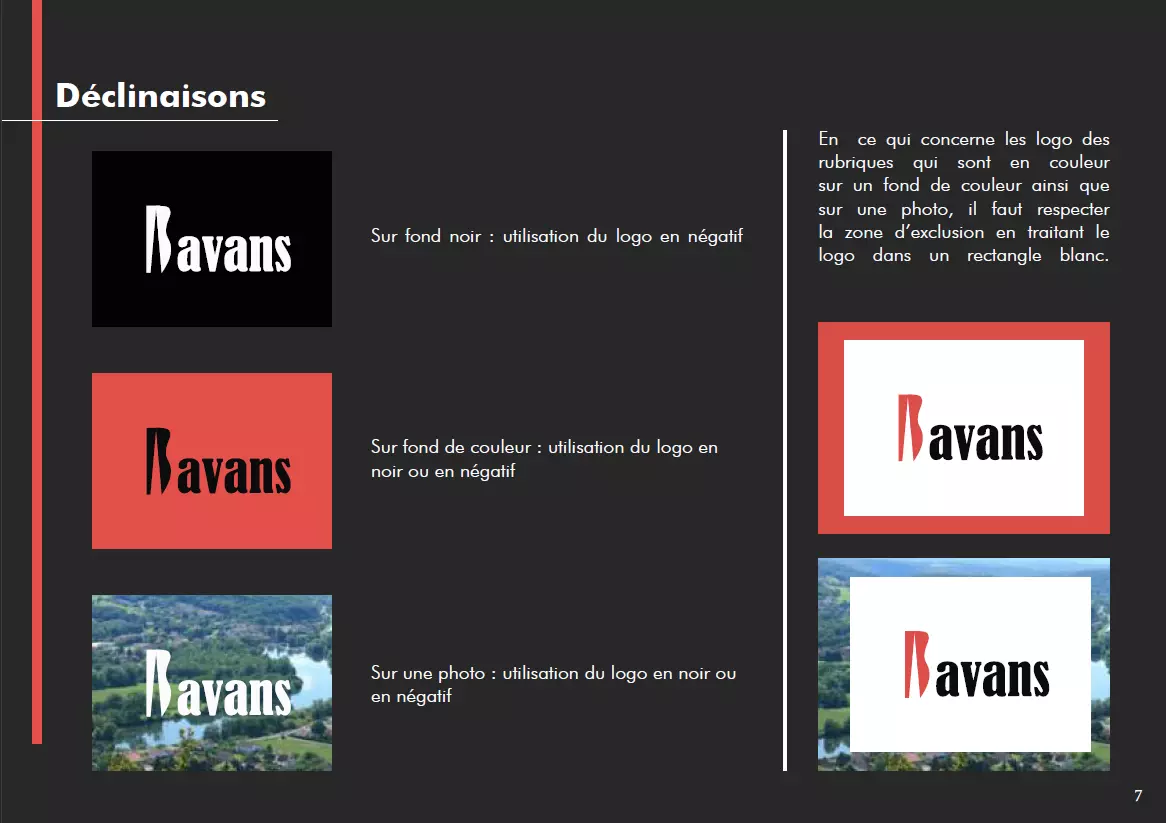 Déclinaisons
Bavans
Sur fond noir : utilisation du logo en négatif
Bavans
Sur fond de couleur : utilisation du logo en
noir ou en négatif
Bavans
Sur une photo : utilisation du logo en noir ou
en négatif
En ce qui concerne les logo des
rubriques qui sont en couleur
sur un fond de couleur ainsi que
sur une photo, il faut respecter
la zone d’exclusion en traitant le
logo dans un rectangle blanc.
Bavans
Bavans
7